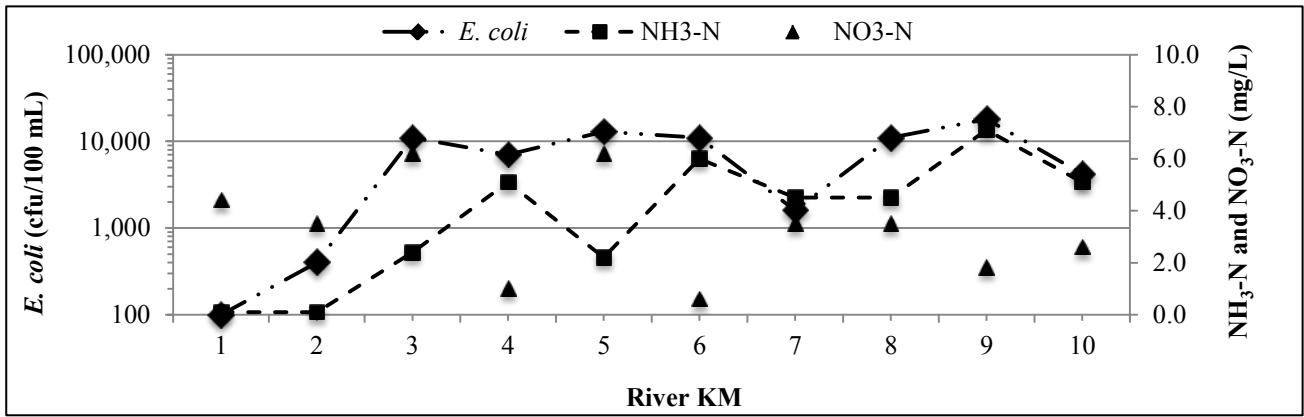 E. coli NH3-N NO3-N
E. coli (cfu/100 mL)
100,000
10,000
1,000
100
10.0
8.0
6.0
4.0
2.0
0.0
NH₃-N and NO₃-N (mg/L)
1 2 3 4 5 6 7 8 9 10
River KM